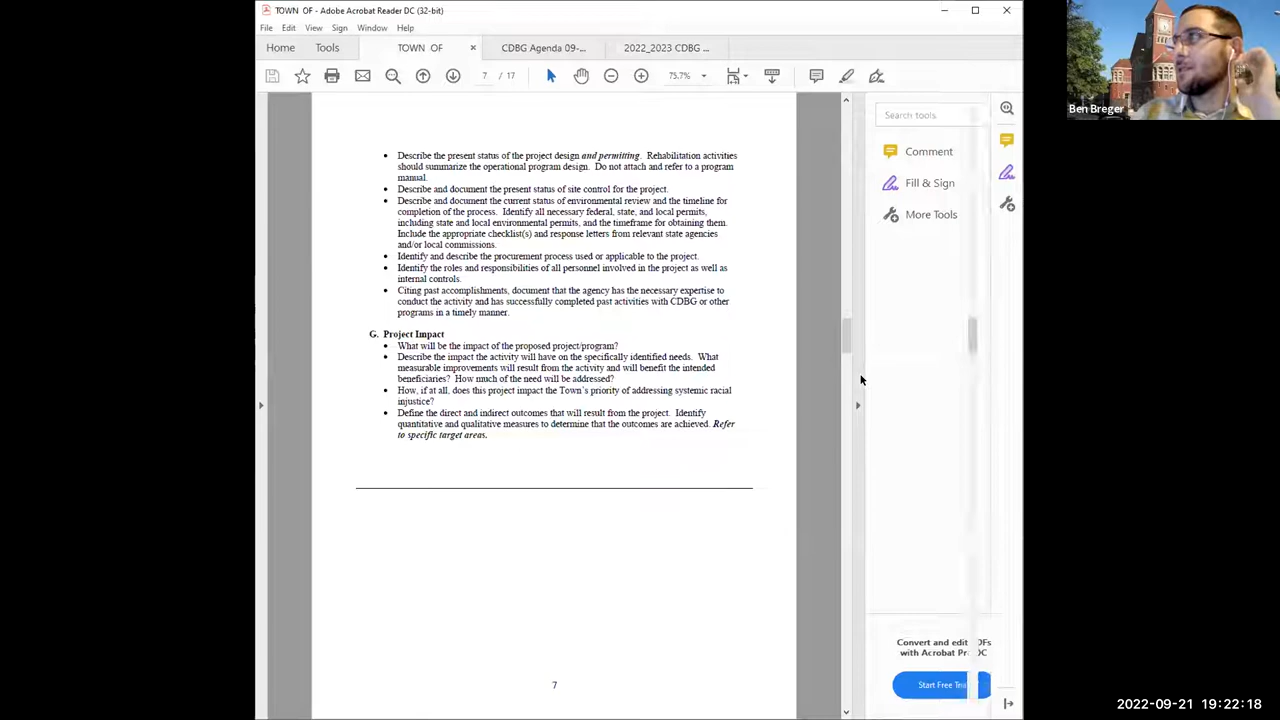 TOWN OF - Adobe Acrobat Reader DC (32-bit)
File Edit View Sign Window Help
Home Tools TOWN OF × CDBG Agenda 09-... 2022_2023 CDBG ...
7 / 17 75.7%
Ben Breger
Search tools
Comment
Fill & Sign
More Tools
• Describe the present status of the project design and permitting. Rehabilitation activities
should summarize the operational program design. Do not attach and refer to a program
manual.
• Describe and document the present status of site control for the project.
• Describe and document the current status of environmental review and the timeline for
completion of the process. Identify all necessary federal, state, and local permits,
including state and local environmental permits, and the timeframe for obtaining them.
Include the appropriate checklist(s) and response letters from relevant state agencies
and/or local commissions.
• Identify and describe the procurement process used or applicable to the project.
• Identify the roles and responsibilities of all personnel involved in the project as well as
internal controls.
• Citing past accomplishments, document that the agency has the necessary expertise to
conduct the activity and has successfully completed past activities with CDBG or other
programs in a timely manner.
G. Project Impact
• What will be the impact of the proposed project/program?
• Describe the impact the activity will have on the specifically identified needs. What
measurable improvements will result from the activity and will benefit the intended
beneficiaries? How much of the need will be addressed?
• How, if at all, does this project impact the Town's priority of addressing systemic racial
injustice?
• Define the direct and indirect outcomes that will result from the project. Identify
quantitative and qualitative measures to determine that the outcomes are achieved. Refer
to specific target areas.
7
Convert and edit
with Acrobat
Start Free
2022-09-21 19:22:18